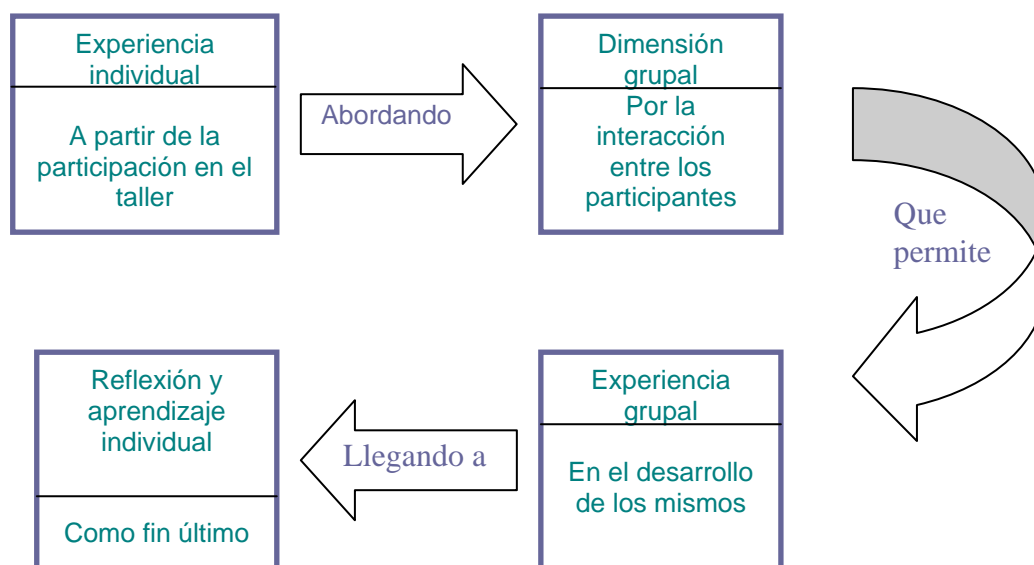 Experiencia
individual
A partir de la
participación en el
taller
Abordando
Dimensión
grupal
Por la
interacción
entre los
participantes
Que
permite
Experiencia
grupal
En el desarrollo
de los mismos
Llegando a
Reflexión y
aprendizaje
individual
Como fin último